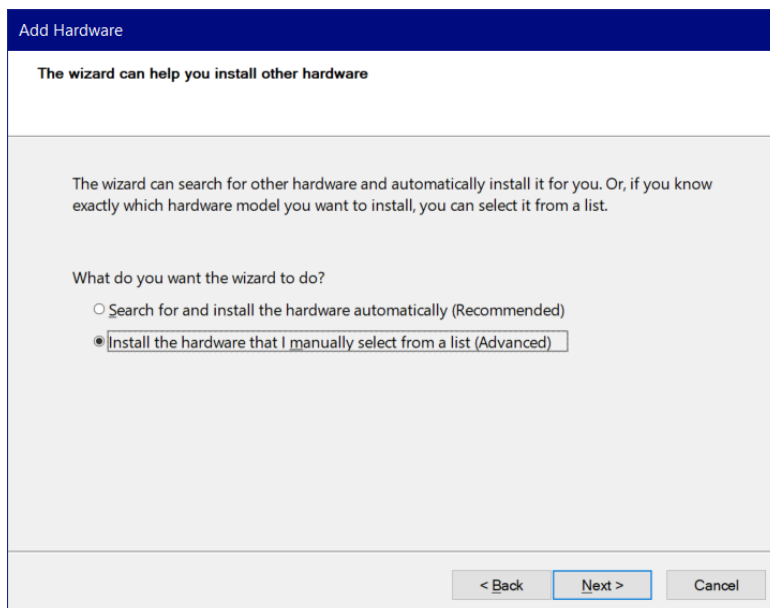 Add Hardware
The wizard can help you install other hardware
The wizard can search for other hardware and automatically install it for you. Or, if you know
exactly which hardware model you want to install, you can select it from a list.
What do you want the wizard to do?
Search for and install the hardware automatically (Recommended)
Install the hardware that I manually select from a list (Advanced)
< Back Next > Cancel